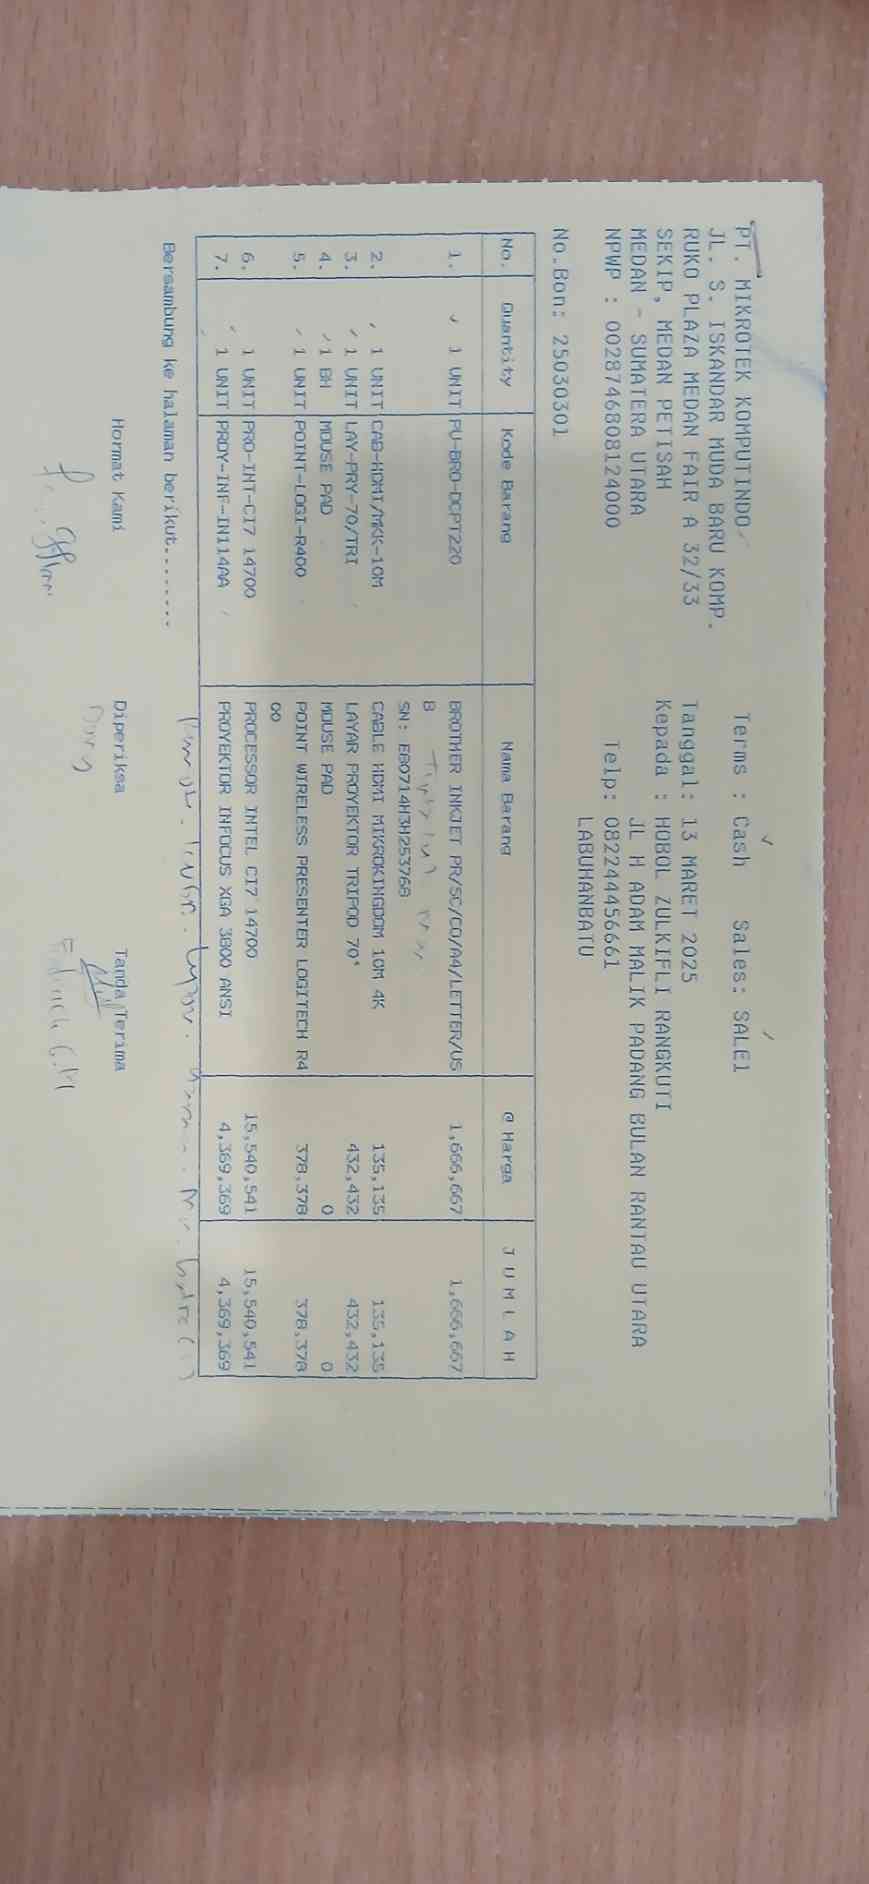 PT. MIKROTEK KOMPUTINDO
JL. S. ISKANDAR MUDA BARU KOMP.
RUKO PLAZA MEDAN FAIR A 32/33
SEKIP, MEDAN PETISAH
MEDAN - SUMATERA UTARA
NPWP : 0028746808124000
Terms : Cash Sales: SALE1
Tanggal: 13 MARET 2025
Kepada : HOBOL ZULKIFLI RANGKUTI
JL H ADAM MALIK PADANG BULAN RANTAU UTARA
Telp: 082244456661
LABUHANBATU
No.Bon: 25030301
No. Quantity Kode Barang Nama Barang @ Harga J U M L A H
1. 1 UNIT PU-BRO-DCPT220 BROTHER INKJET PR/SC/CO/A4/LETTER/US 1,666,667 1,666,667
B
SN: E80714H3H253768
2. 1 UNIT CAB-HDMI/MKK-10M CABLE HDMI MIKROKINGDOM 10M 4K 135,135 135,135
3. 1 UNIT LAY-PRY-70/TRI LAYAR PROYEKTOR TRIPOD 70" 432,432 432,432
4. 1 BH MOUSE PAD MOUSE PAD 0 0
5. 1 UNIT POINT-LOGI-R400 POINT WIRELESS PRESENTER LOGITECH R4 378,378 378,378
00
6. 1 UNIT PRO-INT-CI7 14700 PROCESSOR INTEL CI7 14700 15,540,541 15,540,541
7. 1 UNIT PROY-INF-IN114AA PROYEKTOR INFOCUS XGA 3800 ANSI 4,369,369 4,369,369
Bersambung ke halaman berikut.......
Hormat Kami Diperiksa Tanda Terima